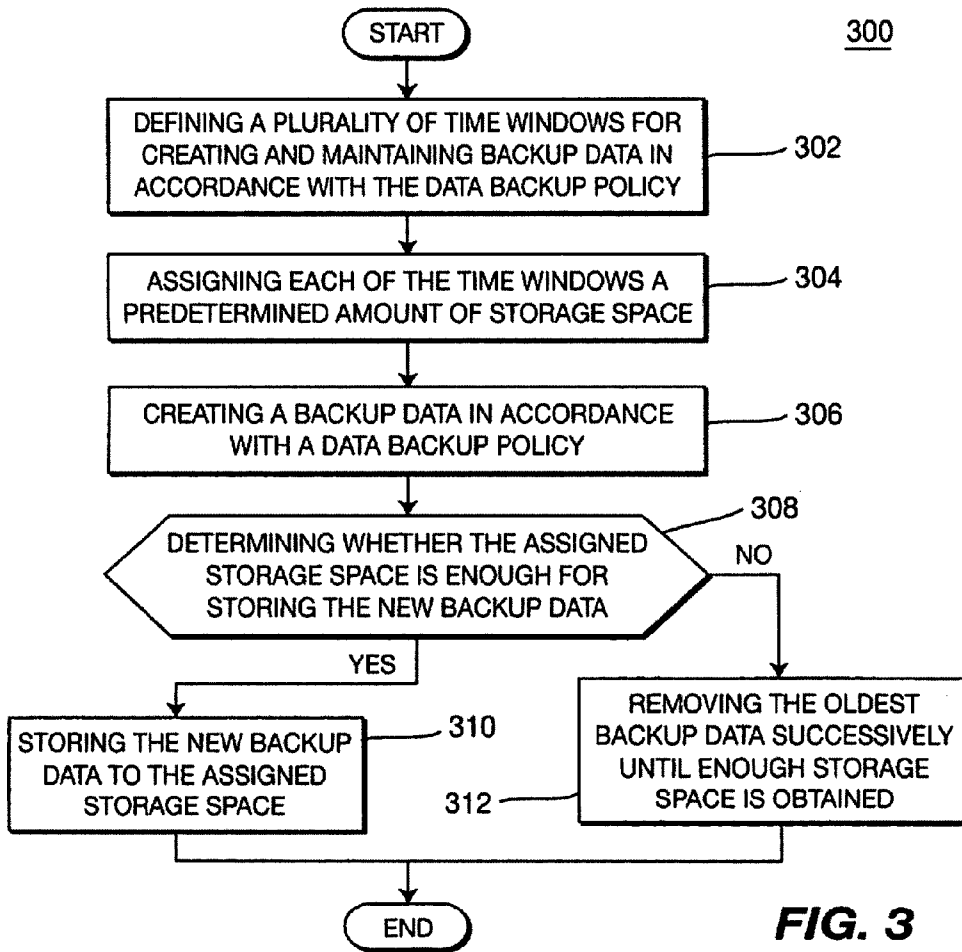 START
300
DEFINING A PLURALITY OF TIME WINDOWS FOR
CREATING AND MAINTAINING BACKUP DATA IN
ACCORDANCE WITH THE DATA BACKUP POLICY
302
ASSIGNING EACH OF THE TIME WINDOWS A
PREDETERMINED AMOUNT OF STORAGE SPACE
304
CREATING A BACKUP DATA IN ACCORDANCE
WITH A DATA BACKUP POLICY
306
DETERMINING WHETHER THE ASSIGNED
STORAGE SPACE IS ENOUGH FOR
STORING THE NEW BACKUP DATA
308
NO
YES
STORING THE NEW BACKUP
DATA TO THE ASSIGNED
STORAGE SPACE
310
REMOVING THE OLDEST
BACKUP DATA SUCCESSIVELY
UNTIL ENOUGH STORAGE
SPACE IS OBTAINED
312
END
FIG. 3